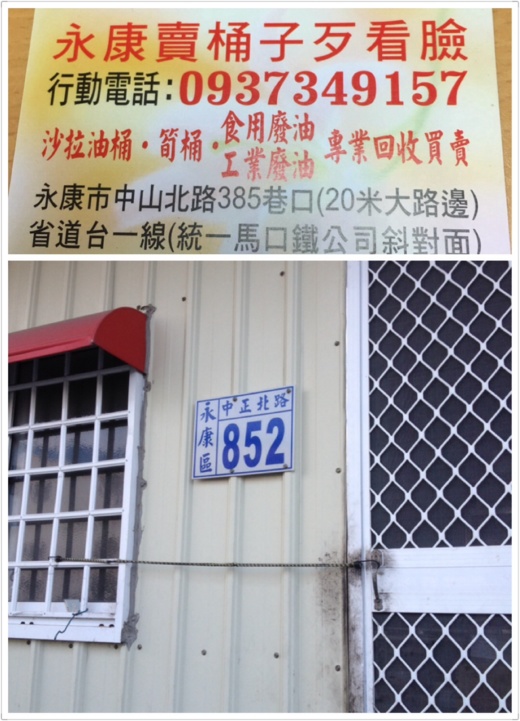 永康賣桶子歹看臉
行動電話:0937349157
沙拉油桶・筒桶・食用廢油 工業廢油 專業回收買賣
永康市中山北路385巷口(20米大路邊)
省道台一線(統一馬口鐵公司斜對面)
永康區 中正北路
852